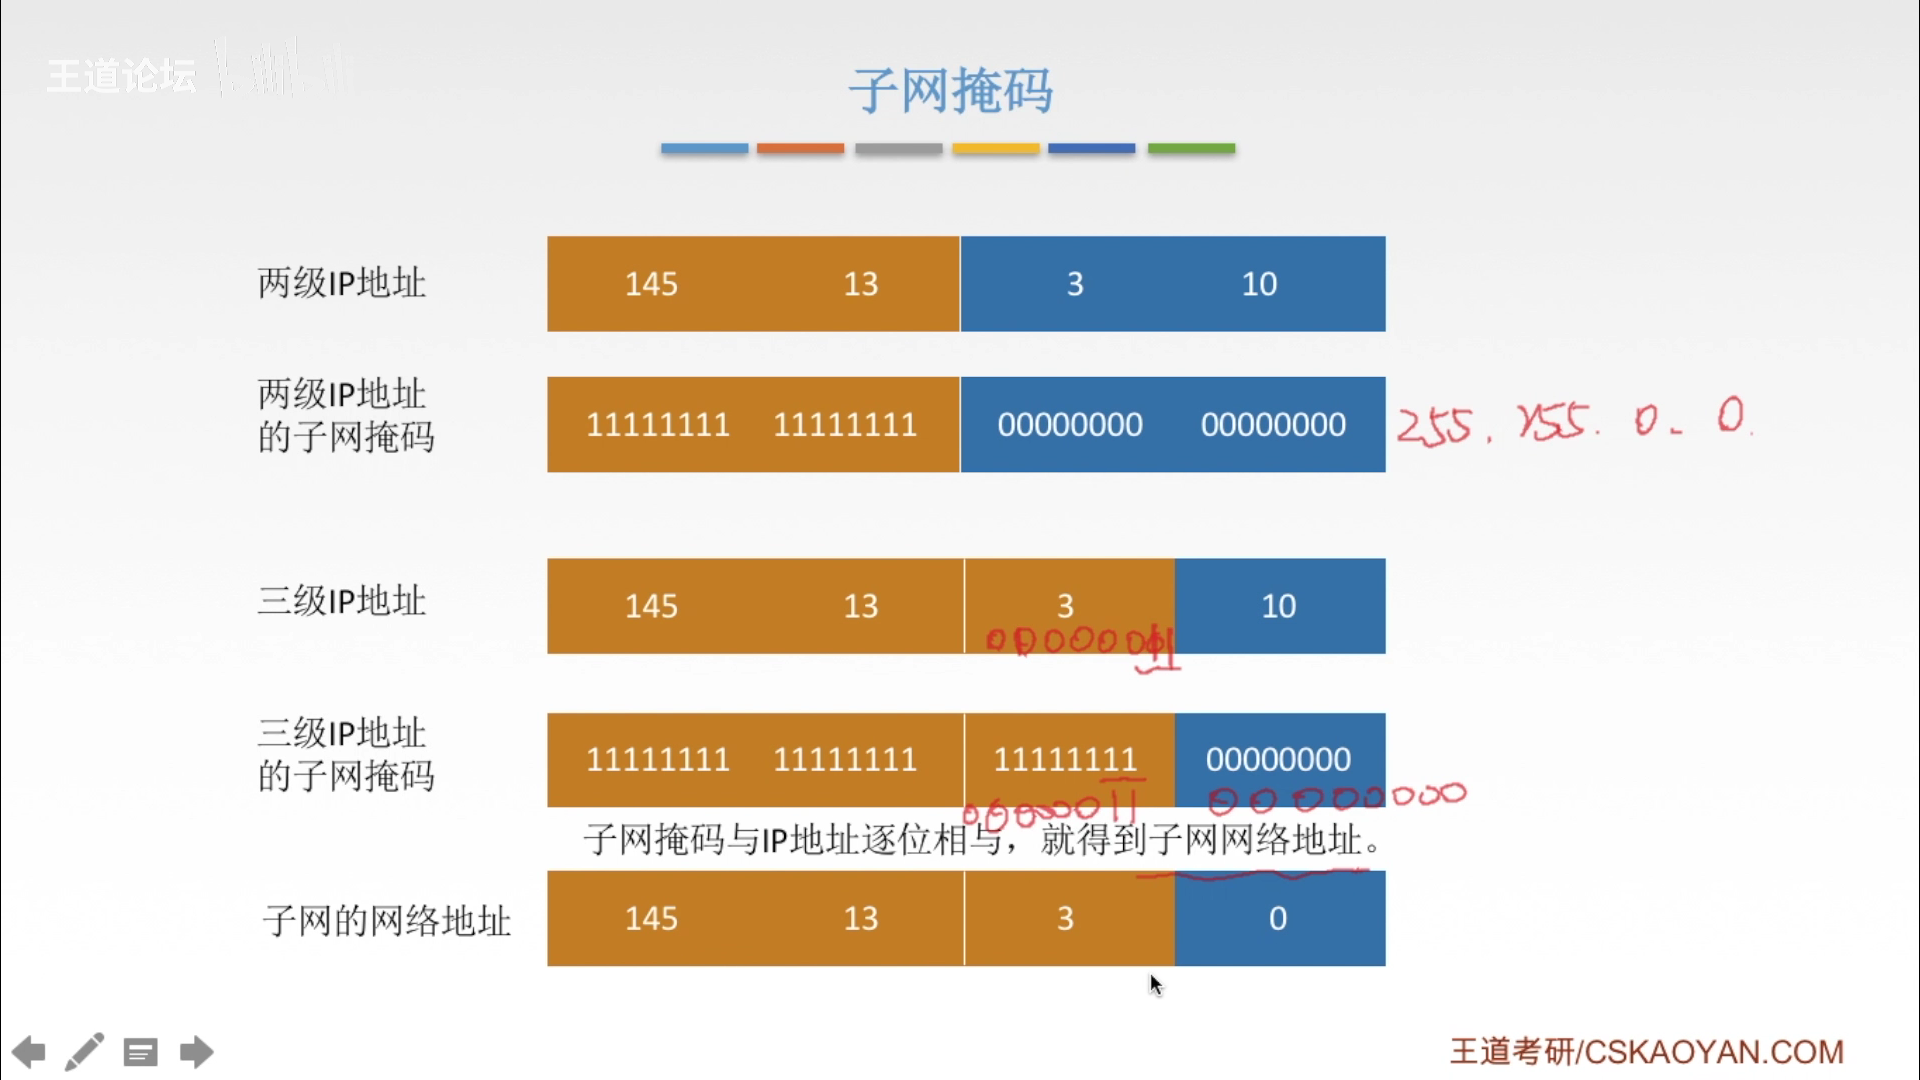 王道论坛
子网掩码
两级IP地址
145 13 3 10
两级IP地址
的子网掩码
11111111 11111111 00000000 00000000
255.255.0.0.
三级IP地址
145 13 3 10
00000011
三级IP地址
的子网掩码
11111111 11111111 11111111 00000000
00000011 00000000
子网掩码与IP地址逐位相与，就得到子网网络地址。
子网的网络地址
145 13 3 0
王道考研/CSKAOYAN.COM